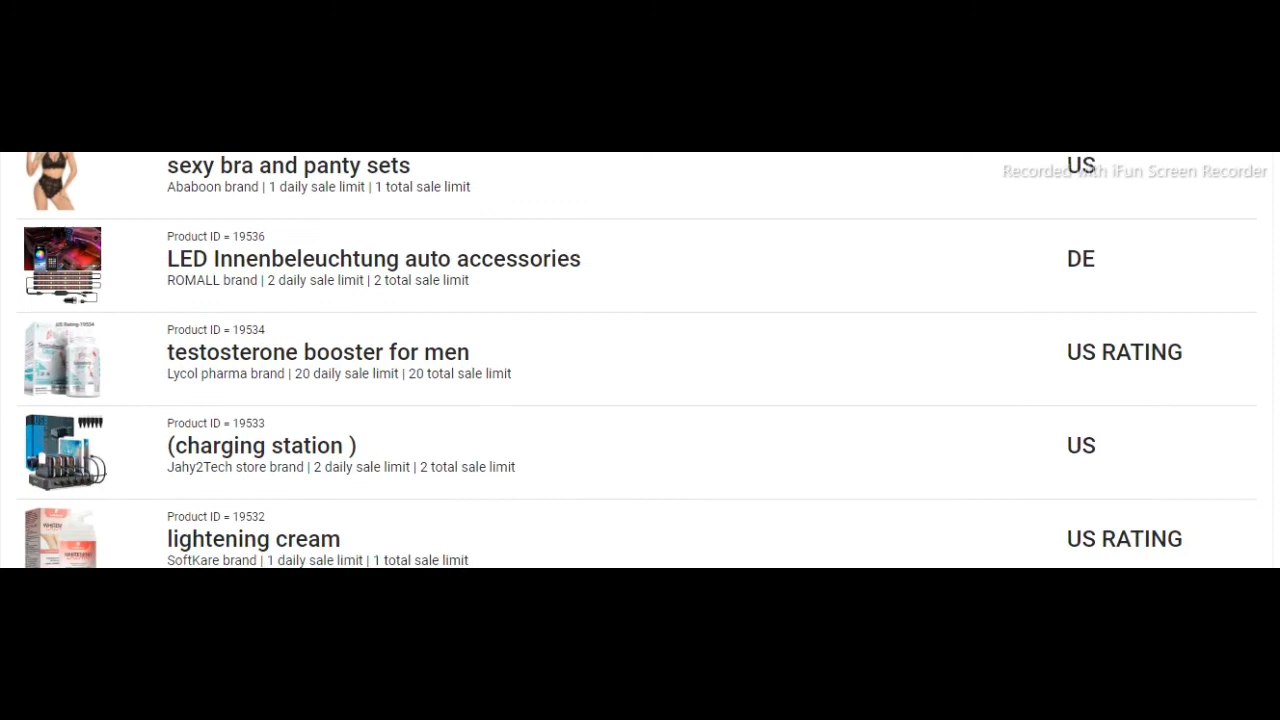 sexy bra and panty sets
US
Ababoon brand | 1 daily sale limit | 1 total sale limit
Recorded with iFun Screen Recorder
Product ID = 19536
LED Innenbeleuchtung auto accessories
DE
ROMALL brand | 2 daily sale limit | 2 total sale limit
US Rating-19534
Product ID = 19534
testosterone booster for men
US RATING
Lycol pharma brand | 20 daily sale limit | 20 total sale limit
Product ID = 19533
(charging station )
US
Jahy2Tech store brand | 2 daily sale limit | 2 total sale limit
Product ID = 19532
lightening cream
US RATING
SoftKare brand | 1 daily sale limit | 1 total sale limit